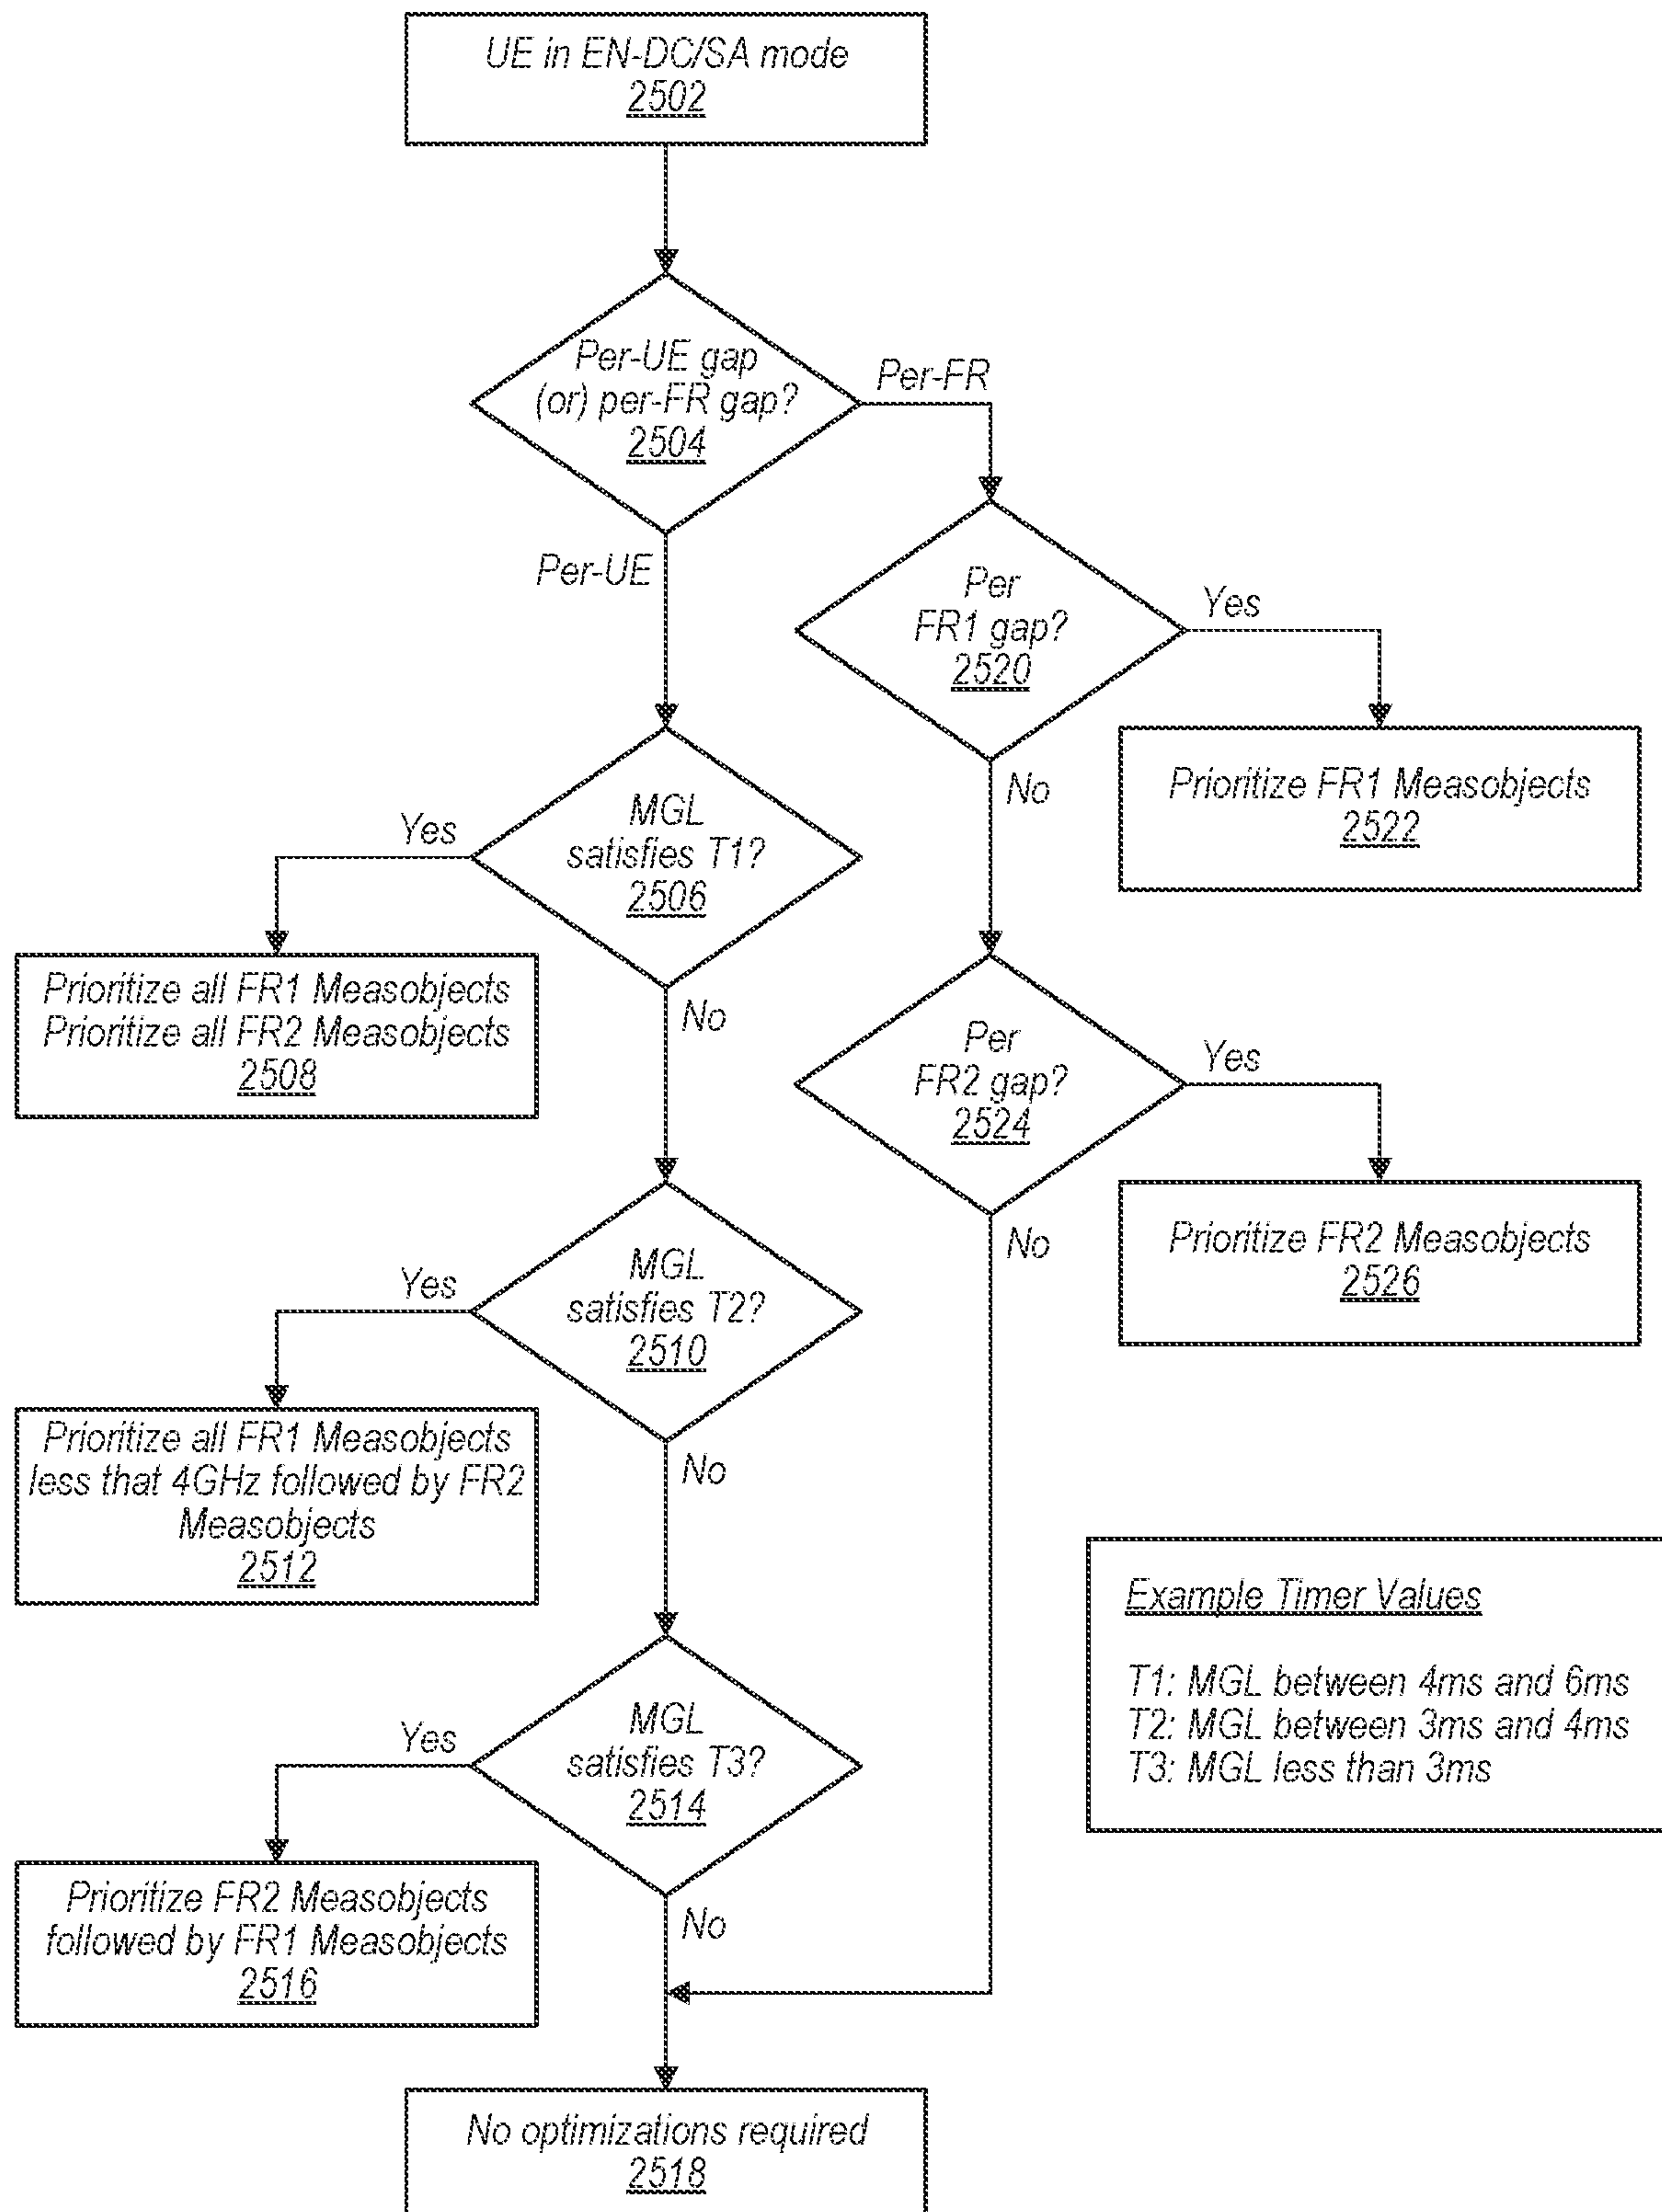 UE in EN-DC/SA mode
2502
Per-UE gap
(or) per-FR gap?
2504
Per-FR
Per-UE
Per
FR1 gap?
2520
Yes
No
Prioritize FR1 Measobjects
2522
MGL
satisfies T1?
2506
Yes
No
Prioritize all FR1 Measobjects
Prioritize all FR2 Measobjects
2508
Per
FR2 gap?
2524
Yes
No
Prioritize FR2 Measobjects
2526
MGL
satisfies T2?
2510
Yes
No
Prioritize all FR1 Measobjects
less that 4GHz followed by FR2
Measobjects
2512
Example Timer Values
T1: MGL between 4ms and 6ms
T2: MGL between 3ms and 4ms
T3: MGL less than 3ms
MGL
satisfies T3?
2514
Yes
No
Prioritize FR2 Measobjects
followed by FR1 Measobjects
2516
No optimizations required
2518